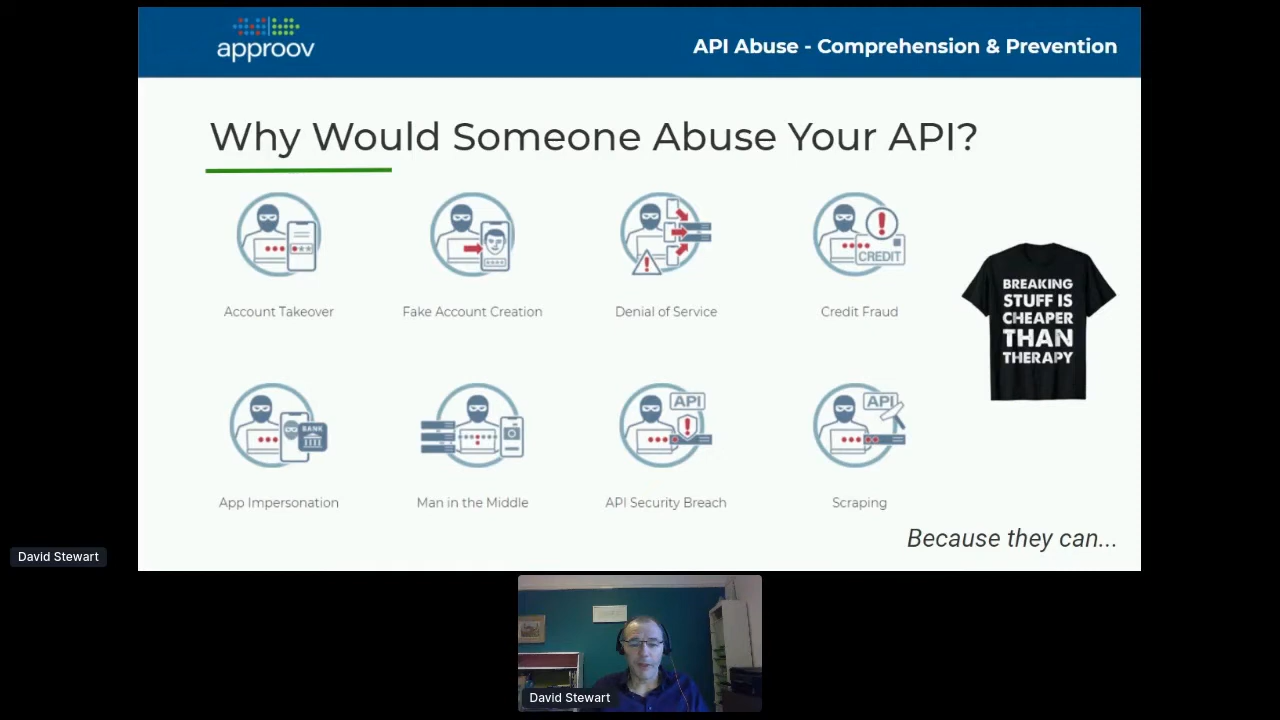 approov
API Abuse - Comprehension & Prevention
Why Would Someone Abuse Your API?
Account Takeover
Fake Account Creation
Denial of Service
CREDIT
Credit Fraud
BREAKING
STUFF IS
CHEAPER
THAN
THERAPY
BANK
App Impersonation
Man in the Middle
API
API Security Breach
API
Scraping
Because they can...
David Stewart
David Stewart